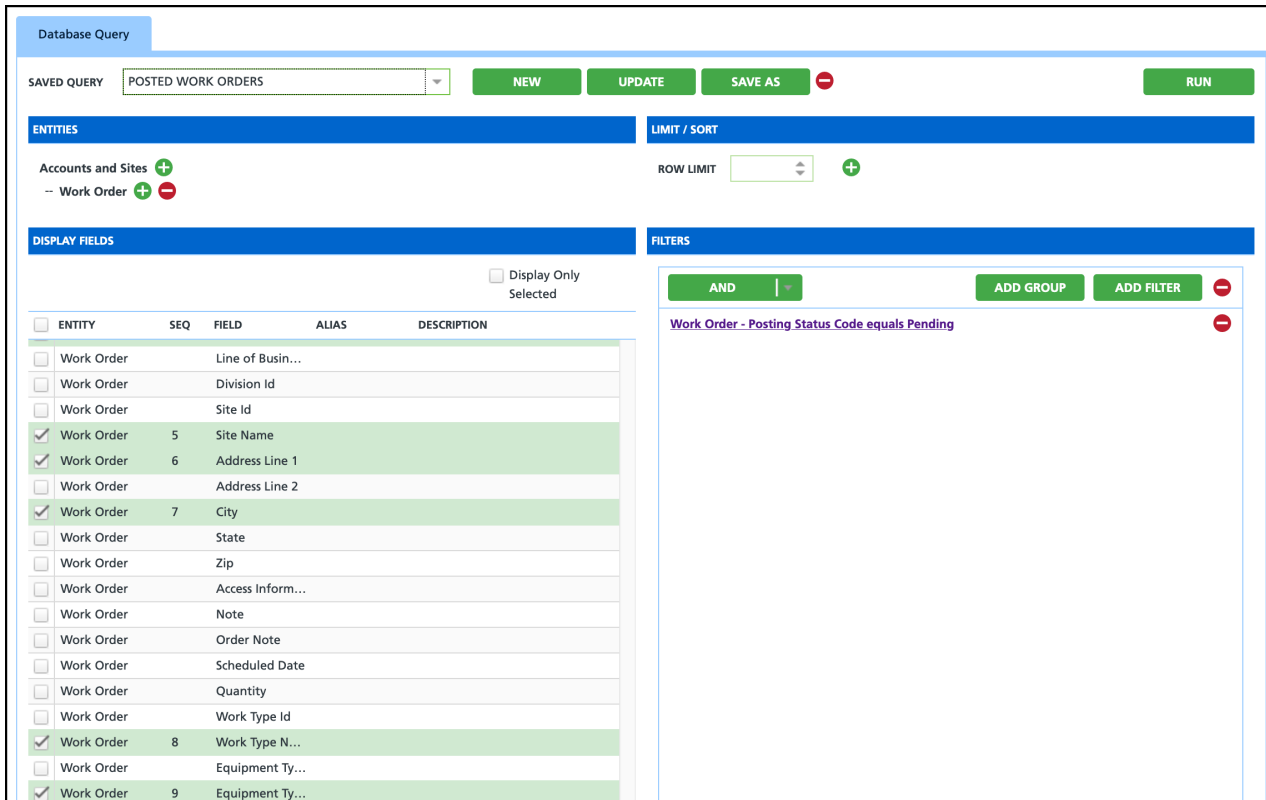 Database Query
SAVED QUERY POSTED WORK ORDERS NEW UPDATE SAVE AS RUN
ENTITIES
Accounts and Sites
-- Work Order
LIMIT / SORT
ROW LIMIT
DISPLAY FIELDS
Display Only
Selected
ENTITY SEQ FIELD ALIAS DESCRIPTION
Work Order Line of Busin...
Work Order Division Id
Work Order Site Id
Work Order 5 Site Name
Work Order 6 Address Line 1
Work Order Address Line 2
Work Order 7 City
Work Order State
Work Order Zip
Work Order Access Inform...
Work Order Note
Work Order Order Note
Work Order Scheduled Date
Work Order Quantity
Work Order Work Type Id
Work Order 8 Work Type N...
Work Order Equipment Ty...
Work Order 9 Equipment Ty...
FILTERS
AND ADD GROUP ADD FILTER
Work Order - Posting Status Code equals Pending